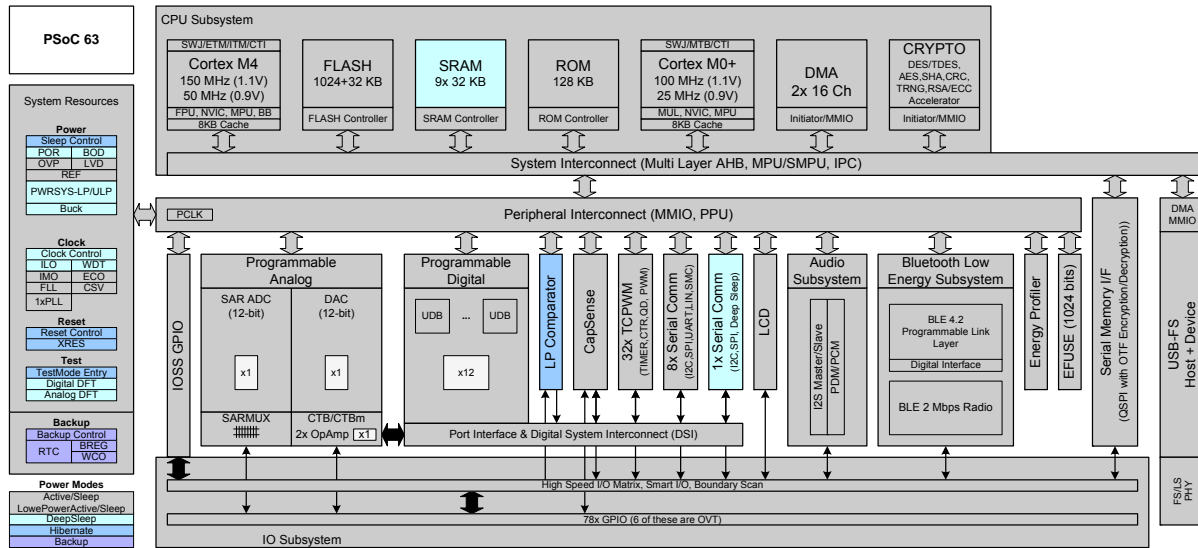 PSoC 63
System Resources
Power
Sleep Control
POR BOD
OVP LVD
REF
PWRSYS-LP/ULP
Buck
Clock
Clock Control
ILO WDT
IMO ECO
FLL CSV
1xPLL
Reset
Reset Control
XRES
Test
TestMode Entry
Digital DFT
Analog DFT
Backup
Backup Control
RTC BREG
WCO
Power Modes
Active/Sleep
LowePowerActive/Sleep
DeepSleep
Hibernate
Backup
CPU Subsystem
SWJ/ETM/ITM/CTI
Cortex M4
150 MHz (1.1V)
50 MHz (0.9V)
FPU, NVIC, MPU, BB
8KB Cache
FLASH
1024+32 KB
FLASH Controller
SRAM
9x 32 KB
SRAM Controller
ROM
128 KB
ROM Controller
SWJ/MTB/CTI
Cortex M0+
100 MHz (1.1V)
25 MHz (0.9V)
MUL, NVIC, MPU
8KB Cache
DMA
2x 16 Ch
Initiator/MMIO
CRYPTO
DES/TDES,
AES,SHA,CRC,
TRNG,RSA/ECC
Accelerator
Initiator/MMIO
System Interconnect (Multi Layer AHB, MPU/SMPU, IPC)
PCLK
Peripheral Interconnect (MMIO, PPU)
IOSS GPIO
Programmable
Analog
SAR ADC
(12-bit)
x1
SARMUX
DAC
(12-bit)
x1
CTB/CTBm
2x OpAmp x1
Programmable
Digital
UDB ... UDB
x12
Port Interface & Digital System Interconnect (DSI)
LP Comparator
CapSense
32x TCPWM
(TIMER,CTR,QD, PWM)
8x Serial Comm
(I2C,SPI,UART,LIN,SMC)
1x Serial Comm
(I2C,SPI, Deep Sleep)
LCD
Audio
Subsystem
I2S Master/Slave
PDM/PCM
Bluetooth Low
Energy Subsystem
BLE 4.2
Programmable Link
Layer
Digital Interface
BLE 2 Mbps Radio
Energy Profiler
EFUSE (1024 bits)
Serial Memory I/F
(QSPI with OTF Encryption/Decryption))
DMA
MMIO
USB-FS
Host + Device
FS/LS
PHY
High Speed I/O Matrix, Smart I/O, Boundary Scan
78x GPIO (6 of these are OVT)
IO Subsystem